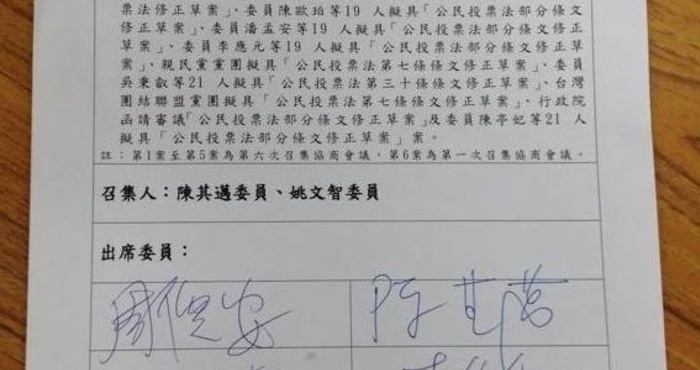 票法修正草案」、委員陳歐珀等19 人擬具「公民投票法部分條文
修正草案」、委員潘孟安等19 人擬具「公民投票法部分條文修正
草案」、委員李應元等19 人擬具「公民投票法部分條文修正草
案」、親民黨黨團擬具「公民投票法第七條條文修正草案」、委員
吳秉叡等21 人擬具「公民投票法第三十條條文修正草案」、台灣
團結聯盟黨團擬具「公民投票法第七條條文修正草案」、行政院
函請審議「公民投票法部分條文修正草案」及委員陳亭妃等21 人
擬具「公民投票法部分條文修正草案」案。
註：第1案至第5案為第六次召集協商會議，第6案為第一次召集協商會議。
召集人：陳其邁委員、姚文智委員
出席委員：
周倪安 陳其邁